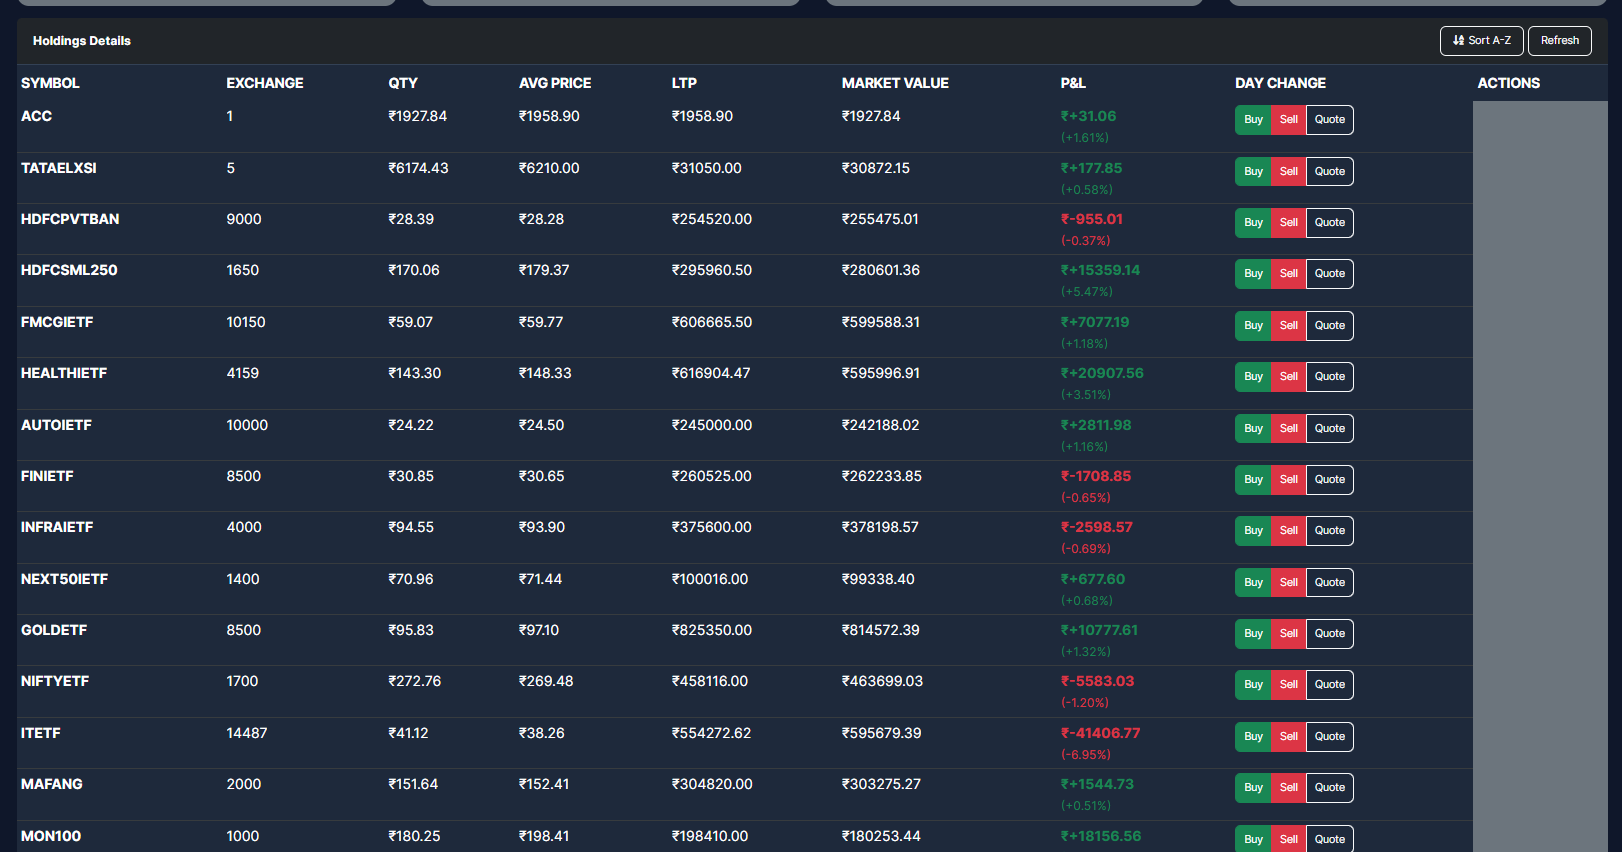 Holdings Details
Sort A-Z Refresh
SYMBOL EXCHANGE QTY AVG PRICE LTP MARKET VALUE P&L DAY CHANGE ACTIONS
ACC 1 ₹1927.84 ₹1958.90 ₹1958.90 ₹1927.84 ₹+31.06 Buy Sell Quote
(+1.61%)
TATAELXSI 5 ₹6174.43 ₹6210.00 ₹31050.00 ₹30872.15 ₹+177.85 Buy Sell Quote
(+0.58%)
HDFCPVTBAN 9000 ₹28.39 ₹28.28 ₹254520.00 ₹255475.01 ₹-955.01 Buy Sell Quote
(-0.37%)
HDFCSML250 1650 ₹170.06 ₹179.37 ₹295960.50 ₹280601.36 ₹+15359.14 Buy Sell Quote
(+5.47%)
FMCGIETF 10150 ₹59.07 ₹59.77 ₹606665.50 ₹599588.31 ₹+7077.19 Buy Sell Quote
(+1.18%)
HEALTHIETF 4159 ₹143.30 ₹148.33 ₹616904.47 ₹595996.91 ₹+20907.56 Buy Sell Quote
(+3.51%)
AUTOIETF 10000 ₹24.22 ₹24.50 ₹245000.00 ₹242188.02 ₹+2811.98 Buy Sell Quote
(+1.16%)
FINIETF 8500 ₹30.85 ₹30.65 ₹260525.00 ₹262233.85 ₹-1708.85 Buy Sell Quote
(-0.65%)
INFRAIETF 4000 ₹94.55 ₹93.90 ₹375600.00 ₹378198.57 ₹-2598.57 Buy Sell Quote
(-0.69%)
NEXT50IETF 1400 ₹70.96 ₹71.44 ₹100016.00 ₹99338.40 ₹+677.60 Buy Sell Quote
(+0.68%)
GOLDETF 8500 ₹95.83 ₹97.10 ₹825350.00 ₹814572.39 ₹+10777.61 Buy Sell Quote
(+1.32%)
NIFTYETF 1700 ₹272.76 ₹269.48 ₹458116.00 ₹463699.03 ₹-5583.03 Buy Sell Quote
(-1.20%)
ITETF 14487 ₹41.12 ₹38.26 ₹554272.62 ₹595679.39 ₹-41406.77 Buy Sell Quote
(-6.95%)
MAFANG 2000 ₹151.64 ₹152.41 ₹304820.00 ₹303275.27 ₹+1544.73 Buy Sell Quote
(+0.51%)
MON100 1000 ₹180.25 ₹198.41 ₹198410.00 ₹180253.44 ₹+18156.56 Buy Sell Quote